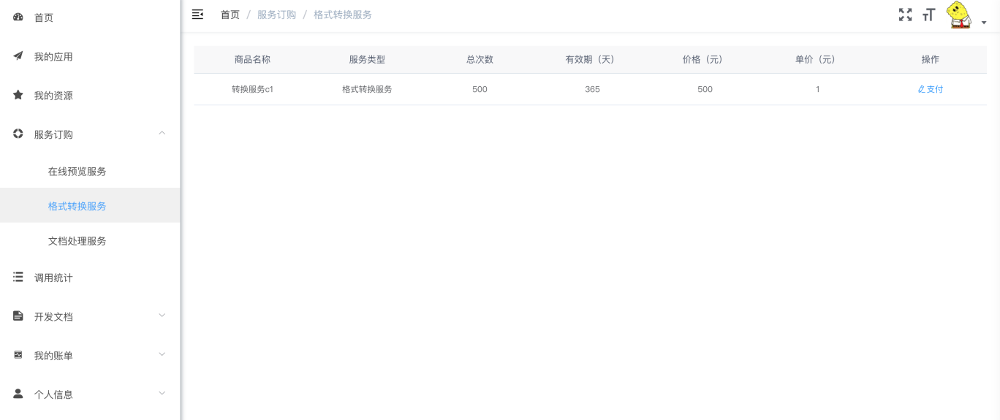 首页
我的应用
我的资源
服务订购
在线预览服务
格式转换服务
文档处理服务
调用统计
开发文档
我的账单
个人信息
首页 / 服务订购 / 格式转换服务
商品名称 服务类型 总次数 有效期（天） 价格（元） 单价（元） 操作
转换服务c1 格式转换服务 500 365 500 1 支付